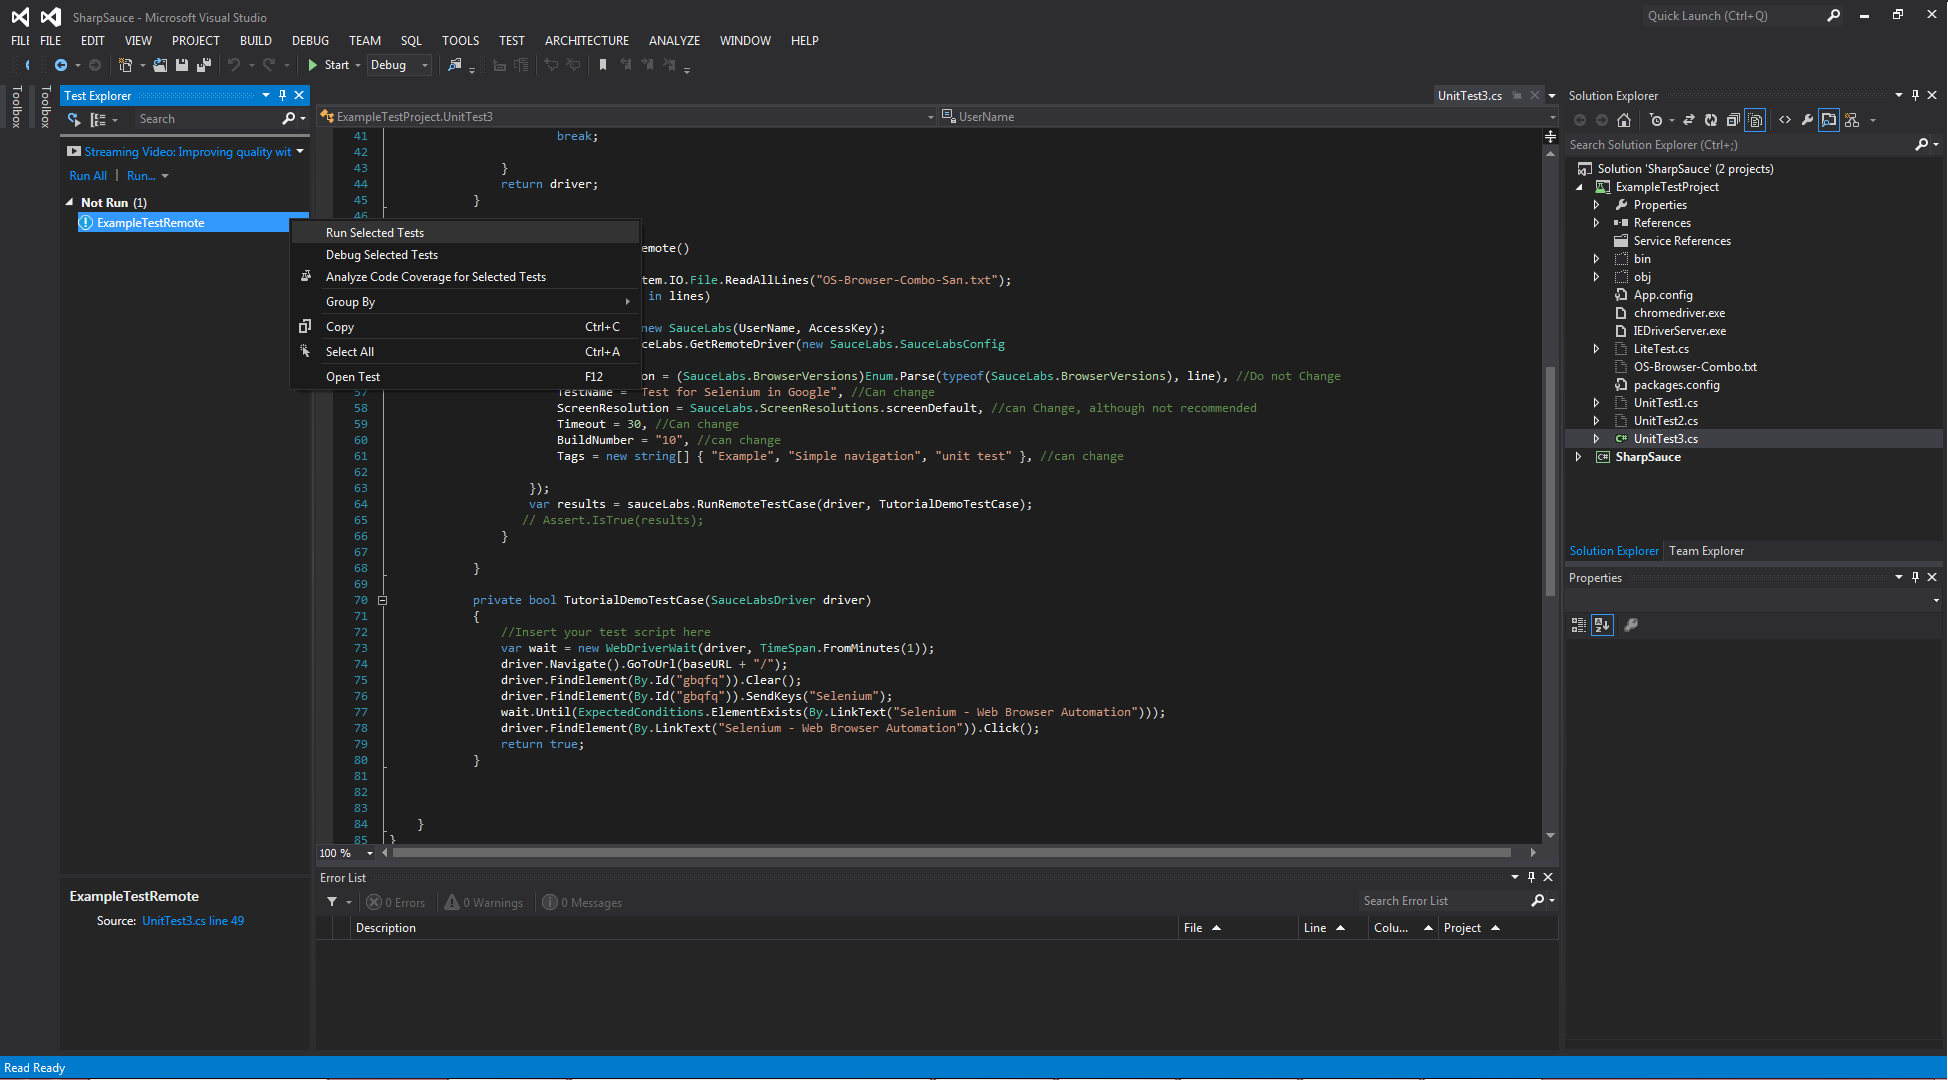 SharpSauce - Microsoft Visual Studio
Quick Launch (Ctrl+Q)
FILE FILE EDIT VIEW PROJECT BUILD DEBUG TEAM SQL TOOLS TEST ARCHITECTURE ANALYZE WINDOW HELP
Start Debug
Toolbox
Toolbox
Test Explorer
Search
Streaming Video: Improving quality wit
Run All | Run...
Not Run (1)
ExampleTestRemote
Run Selected Tests
Debug Selected Tests
Analyze Code Coverage for Selected Tests
Group By
Copy Ctrl+C
Select All Ctrl+A
Open Test F12
ExampleTestRemote
Source: UnitTest3.cs line 49
UnitTest3.cs
ExampleTestProject.UnitTest3
UserName
41 break;
42
43 }
44 return driver;
45 }
46
emote()
tem.IO.File.ReadAllLines("OS-Browser-Combo-San.txt");
in lines)
new SauceLabs(UserName, AccessKey);
ceLabs.GetRemoteDriver(new SauceLabs.SauceLabsConfig
on = (SauceLabs.BrowserVersions)Enum.Parse(typeof(SauceLabs.BrowserVersions), line), //Do not Change
57 TestName = "Test for Selenium in Google", //Can change
58 ScreenResolution = SauceLabs.ScreenResolutions.screenDefault, //can Change, although not recommended
59 Timeout = 30, //Can change
60 BuildNumber = "10", //can change
61 Tags = new string[] { "Example", "Simple navigation", "unit test" }, //can change
62
63 });
64 var results = sauceLabs.RunRemoteTestCase(driver, TutorialDemoTestCase);
65 // Assert.IsTrue(results);
66 }
67
68 }
69
70 private bool TutorialDemoTestCase(SauceLabsDriver driver)
71 {
72 //Insert your test script here
73 var wait = new WebDriverWait(driver, TimeSpan.FromMinutes(1));
74 driver.Navigate().GoToUrl(baseURL + "/");
75 driver.FindElement(By.Id("gbqfq")).Clear();
76 driver.FindElement(By.Id("gbqfq")).SendKeys("Selenium");
77 wait.Until(ExpectedConditions.ElementExists(By.LinkText("Selenium - Web Browser Automation")));
78 driver.FindElement(By.LinkText("Selenium - Web Browser Automation")).Click();
79 return true;
80 }
81
82
83
84 }
85 }
100 %
Error List
0 Errors 0 Warnings 0 Messages
Search Error List
Description File Line Colu... Project
Solution Explorer
Search Solution Explorer (Ctrl+;)
Solution 'SharpSauce' (2 projects)
ExampleTestProject
Properties
References
Service References
bin
obj
App.config
chromedriver.exe
IEDriverServer.exe
LiteTest.cs
OS-Browser-Combo.txt
packages.config
UnitTest1.cs
UnitTest2.cs
UnitTest3.cs
SharpSauce
Solution Explorer Team Explorer
Properties
Read Ready